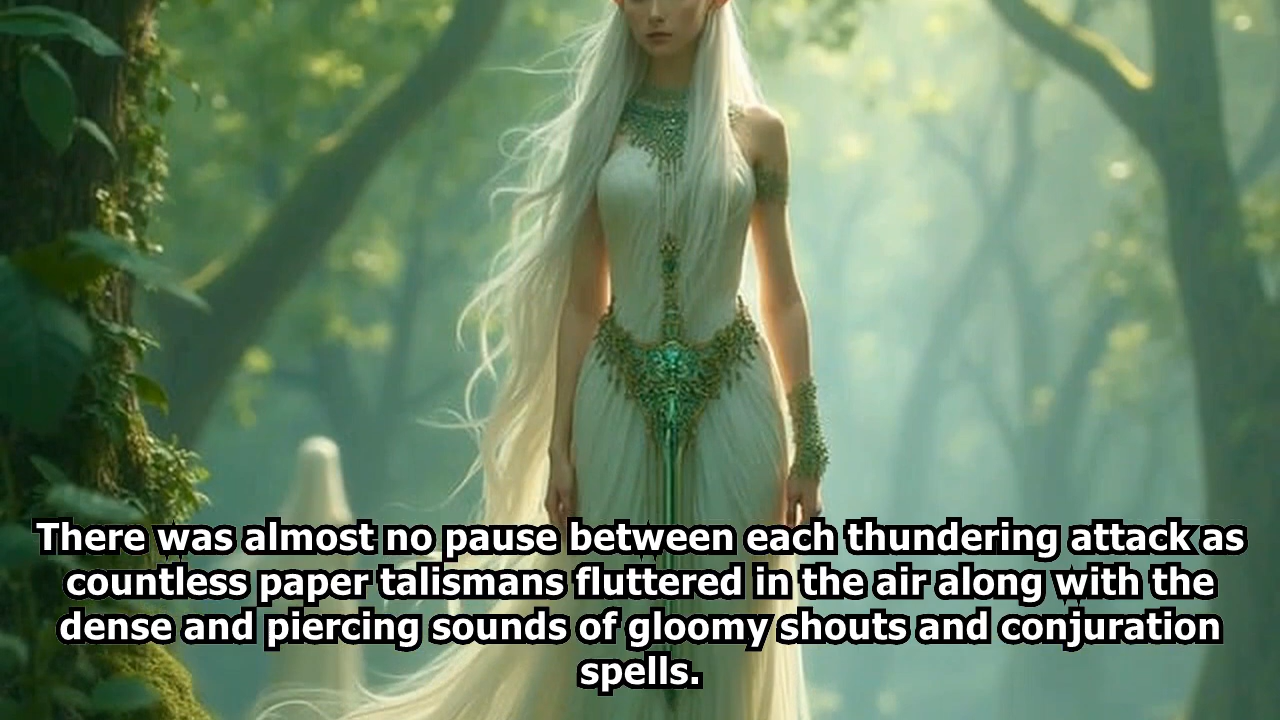 There was almost no pause between each thundering attack as
countless paper talismans fluttered in the air along with the
dense and piercing sounds of gloomy shouts and conjuration
spells.